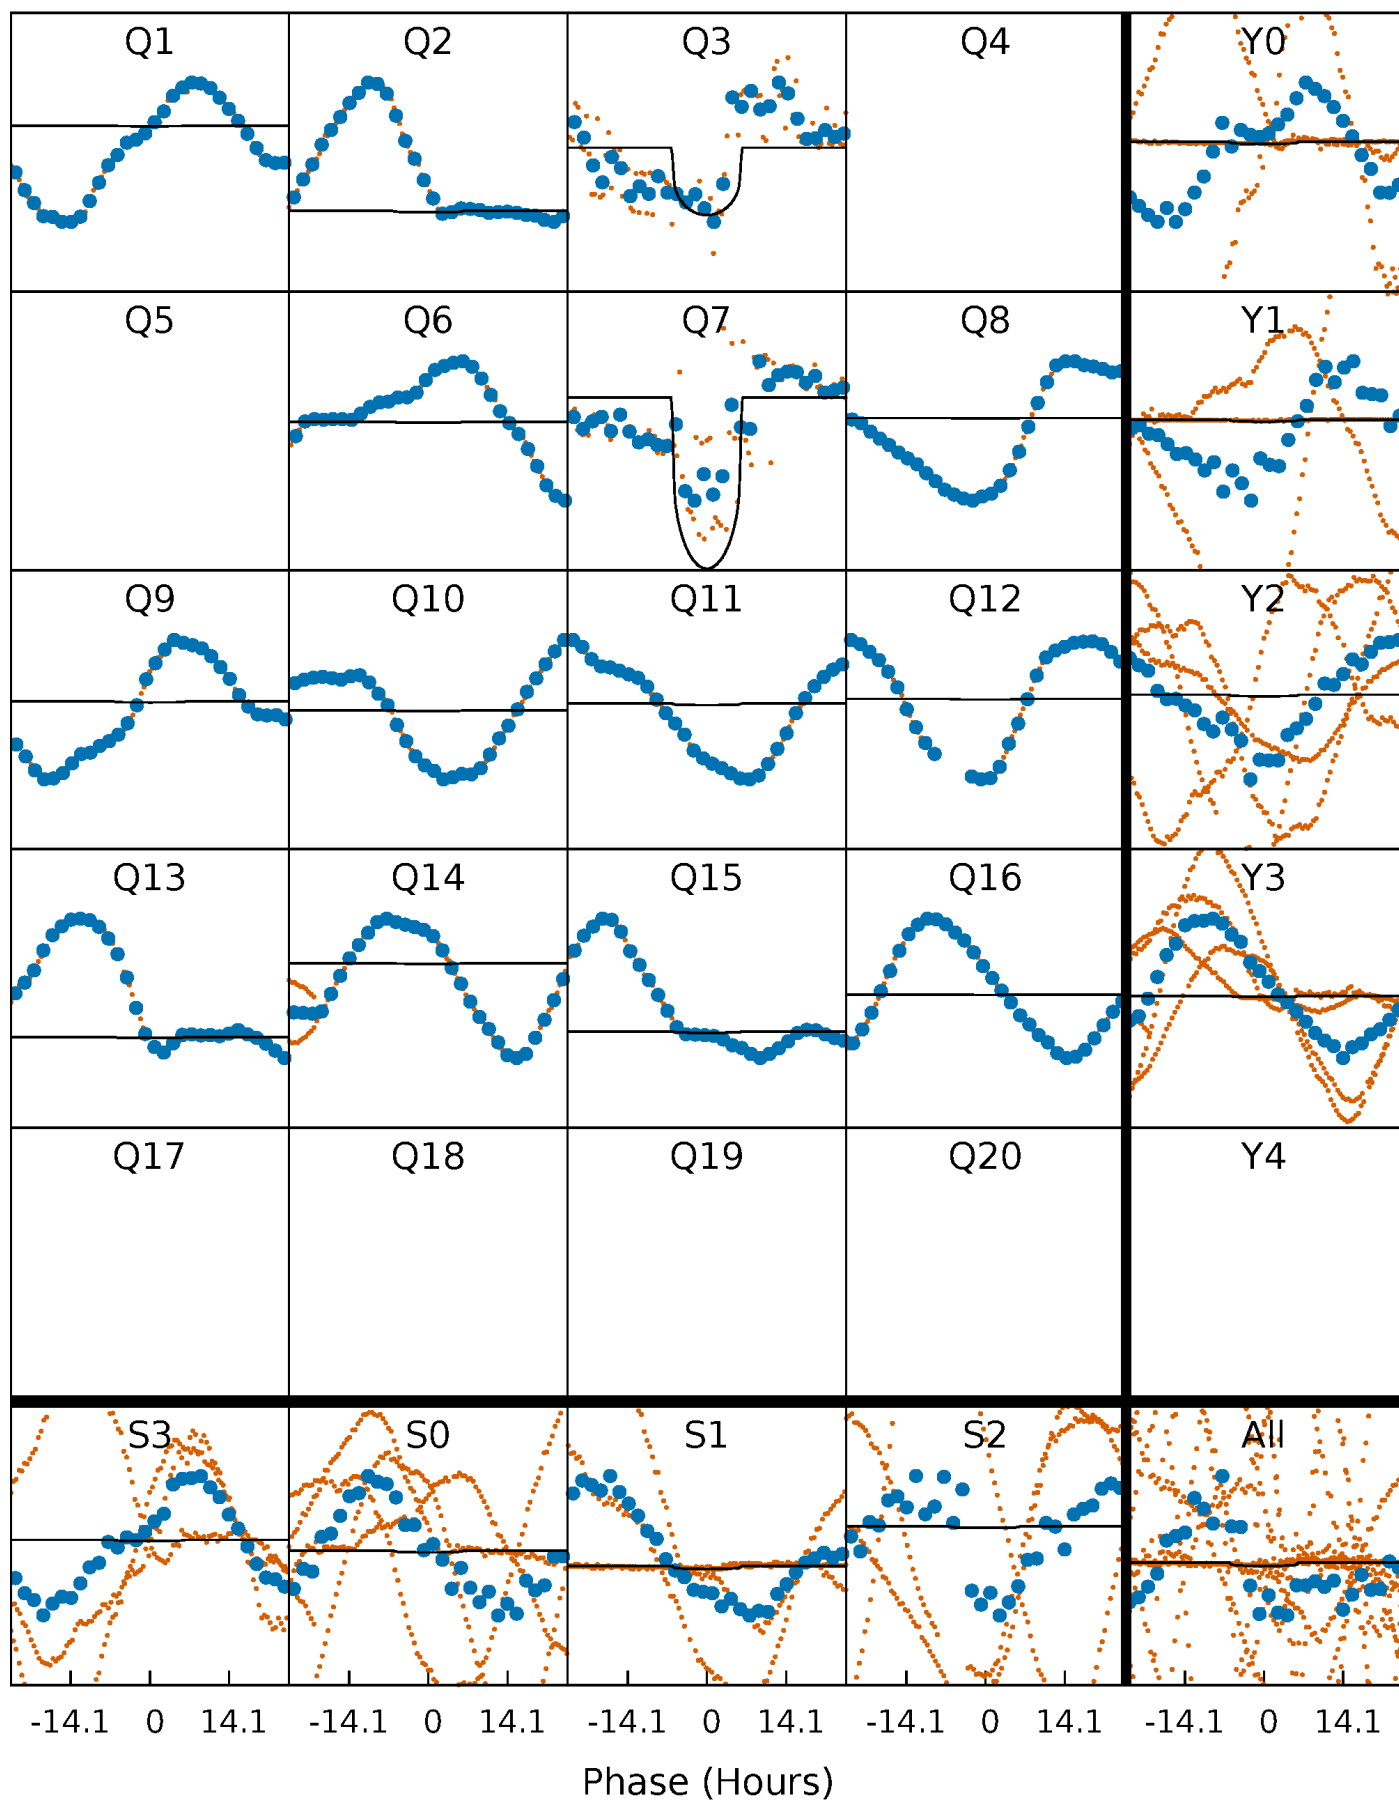 Q1 Q2 Q3 Q4 Y0
Q5 Q6 Q7 Q8 Y1
Q9 Q10 Q11 Q12 Y2
Q13 Q14 Q15 Q16 Y3
Q17 Q18 Q19 Q20 Y4
S3 S0 S1 S2 All
-14.1 0 14.1 -14.1 0 14.1 -14.1 0 14.1 -14.1 0 14.1 -14.1 0 14.1
Phase (Hours)